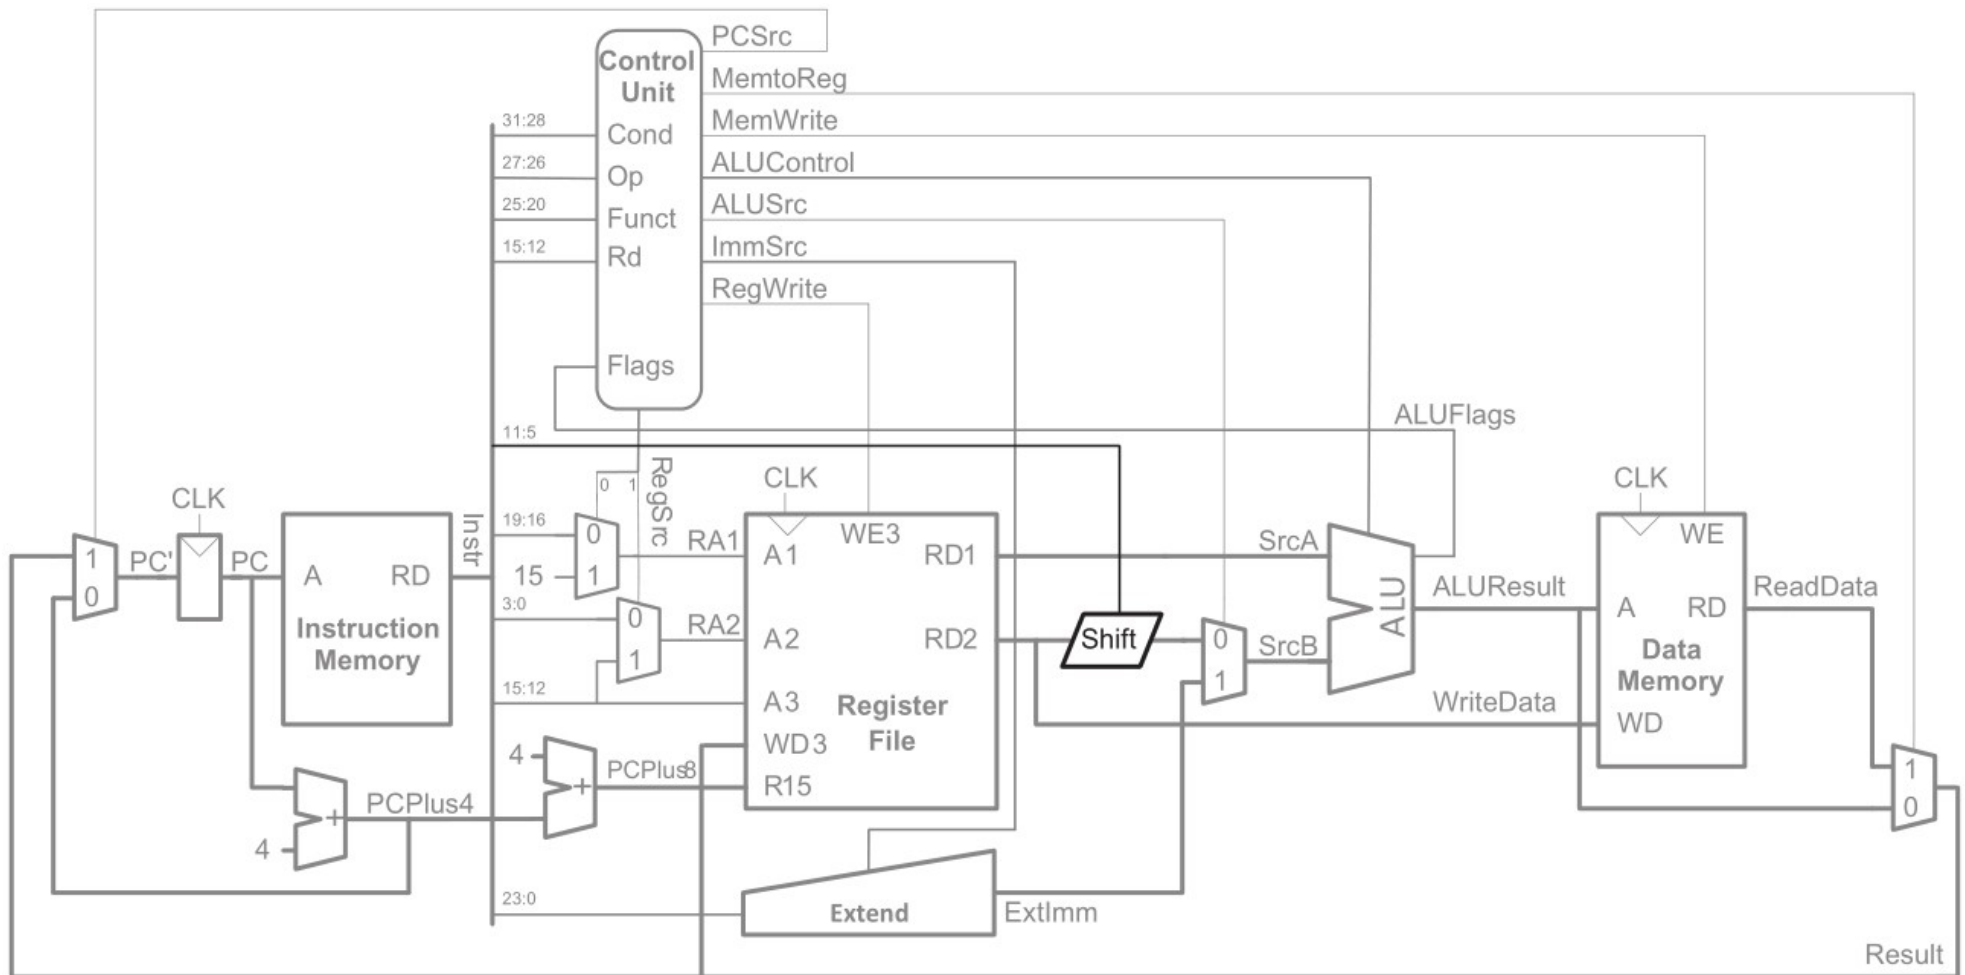 PCSrc
Control
Unit
MemtoReg
MemWrite
31:28
Cond
27:26
Op
ALUControl
25:20
Funct
ALUSrc
15:12
Rd
ImmSrc
RegWrite
Flags
ALUFlags
11:5
0 1
RegSrc
CLK
CLK
CLK
Instr
19:16
0
RA1
A1
WE3
RD1
SrcA
WE
1
0
PC'
PC
A
RD
15
1
Instruction
Memory
3:0
0
RA2
A2
RD2
Shift
0
1
SrcB
ALU
ALUResult
A
RD
ReadData
Data
Memory
1
15:12
A3
Register
File
WriteData
WD
4
+
PCPlus8
WD3
R15
PCPlus4
+
4
1
0
23:0
Extend
ExtImm
Result